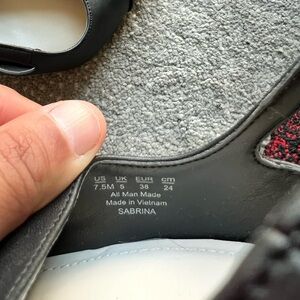 US UK EUR cm
7.5M 5 38 24
All Man Made
Made in Vietnam
SABRINA